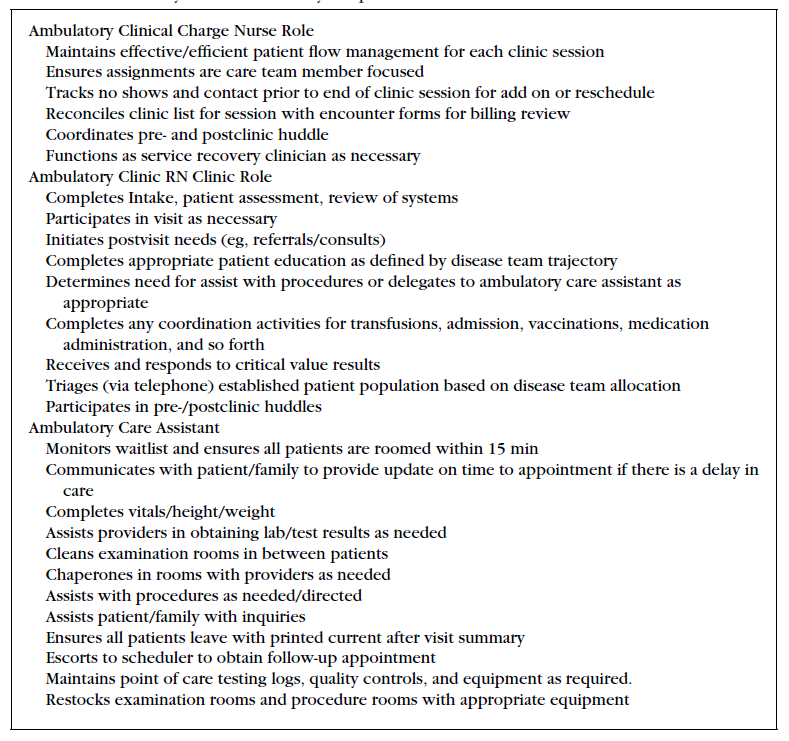 Ambulatory Clinical Charge Nurse Role
Maintains effective/efficient patient flow management for each clinic session
Ensures assignments are care team member focused
Tracks no shows and contact prior to end of clinic session for add on or reschedule
Reconciles clinic list for session with encounter forms for billing review
Coordinates pre- and postclinic huddle
Functions as service recovery clinician as necessary
Ambulatory Clinic RN Clinic Role
Completes Intake, patient assessment, review of systems
Participates in visit as necessary
Initiates postvisit needs (eg, referrals/consults)
Completes appropriate patient education as defined by disease team trajectory
Determines need for assist with procedures or delegates to ambulatory care assistant as
appropriate
Completes any coordination activities for transfusions, admission, vaccinations, medication
administration, and so forth
Receives and responds to critical value results
Triages (via telephone) established patient population based on disease team allocation
Participates in pre-/postclinic huddles
Ambulatory Care Assistant
Monitors waitlist and ensures all patients are roomed within 15 min
Communicates with patient/family to provide update on time to appointment if there is a delay in
care
Completes vitals/height/weight
Assists providers in obtaining lab/test results as needed
Cleans examination rooms in between patients
Chaperones in rooms with providers as needed
Assists with procedures as needed/directed
Assists patient/family with inquiries
Ensures all patients leave with printed current after visit summary
Escorts to scheduler to obtain follow-up appointment
Maintains point of care testing logs, quality controls, and equipment as required.
Restocks examination rooms and procedure rooms with appropriate equipment